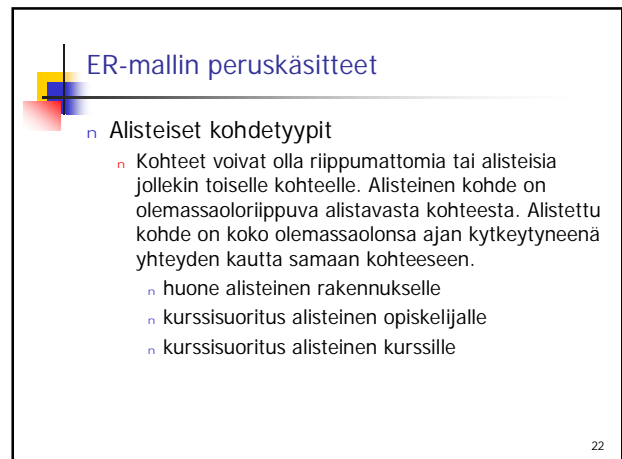 ER-mallin peruskäsitteet
n Alisteiset kohdetyypit
n Kohteet voivat olla riippumattomia tai alisteisia
jollekin toiselle kohteelle. Alisteinen kohde on
olemassaoloriippuva alistavasta kohteesta. Alistettu
kohde on koko olemassaolonsa ajan kytkeytyneenä
yhteyden kautta samaan kohteeseen.
n huone alisteinen rakennukselle
n kurssisuoritus alisteinen opiskelijalle
n kurssisuoritus alisteinen kurssille
22